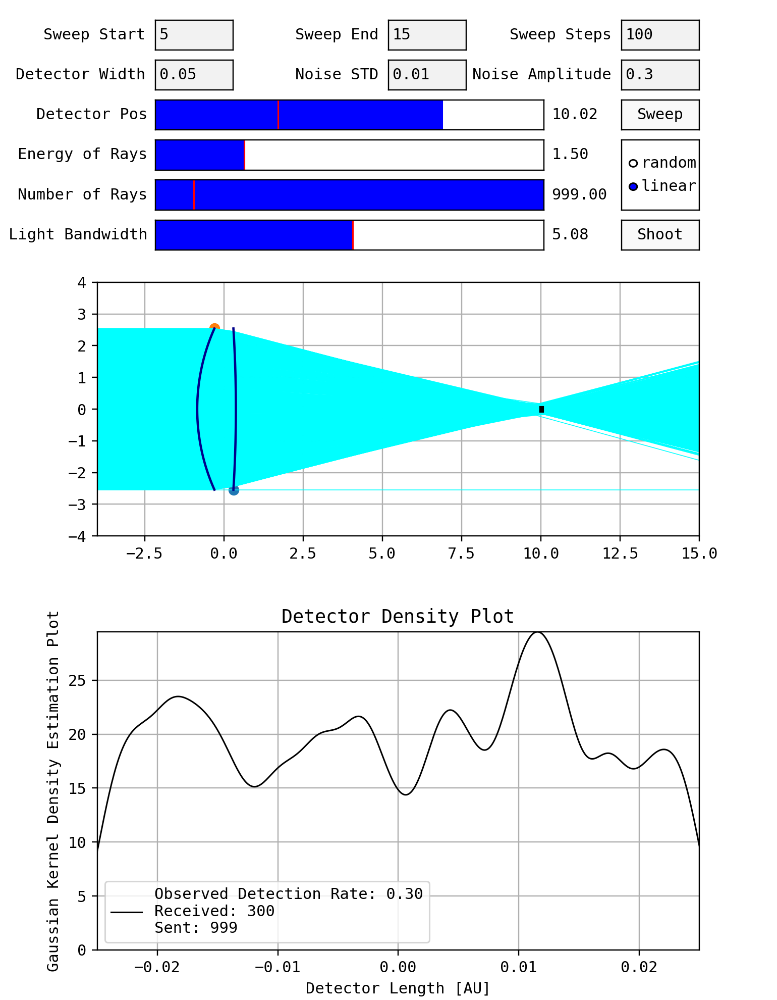 Sweep Start 5 Sweep End 15 Sweep Steps 100
Detector Width 0.05 Noise STD 0.01 Noise Amplitude 0.3
Detector Pos 10.02 Sweep
Energy of Rays 1.50 random
linear
Number of Rays 999.00
Light Bandwidth 5.08 Shoot
4
3
2
1
0
−1
−2
−3
−4
−2.5 0.0 2.5 5.0 7.5 10.0 12.5 15.0
Detector Density Plot
Gaussian Kernel Density Estimation Plot
25
20
15
10
5
0
Observed Detection Rate: 0.30
Received: 300
Sent: 999
−0.02 −0.01 0.00 0.01 0.02
Detector Length [AU]